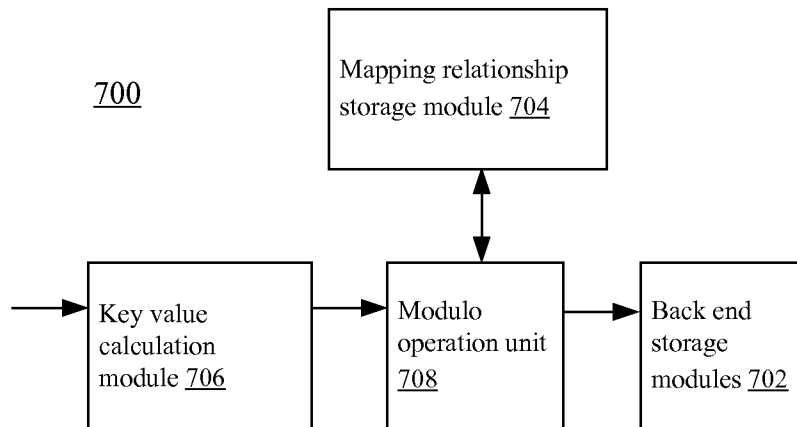 700
Mapping relationship
storage module 704
Key value
calculation
module 706
Modulo
operation unit
708
Back end
storage
modules 702